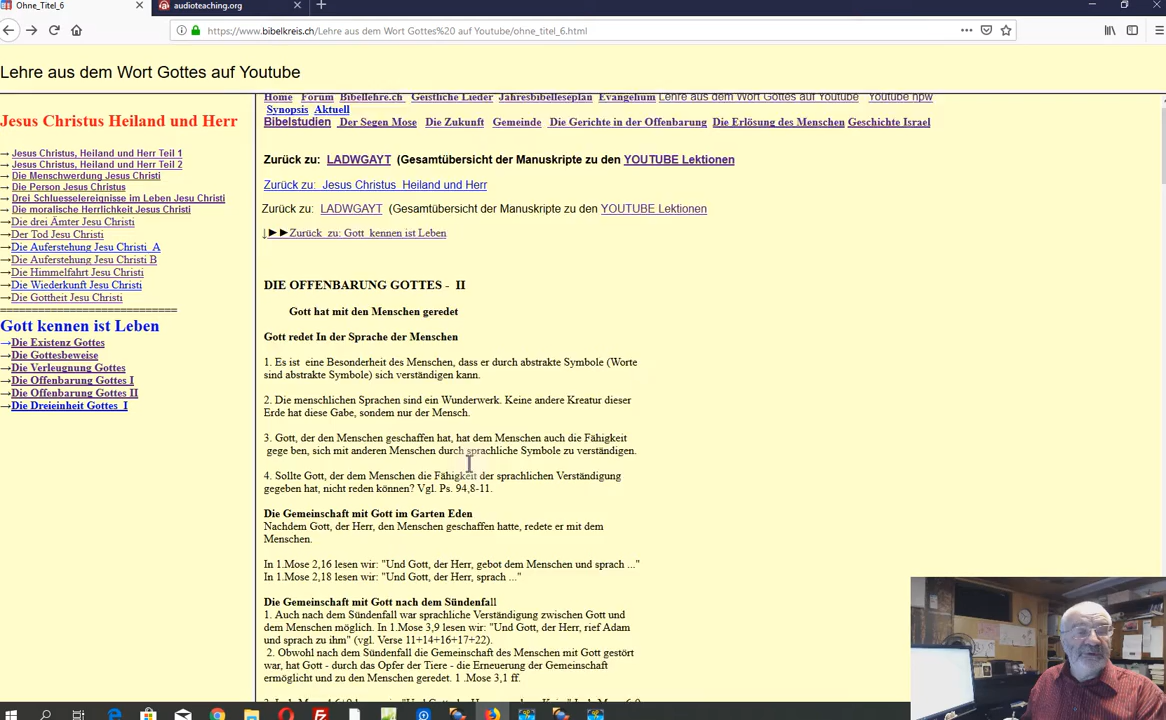 Ohne_Titel_6
audioteaching.org
https://www.bibelkreis.ch/Lehre aus dem Wort Gottes%20 auf Youtube/ohne_titel_6.html
Lehre aus dem Wort Gottes auf Youtube
Jesus Christus Heiland und Herr
→ Jesus Christus, Heiland und Herr Teil 1
→ Jesus Christus, Heiland und Herr Teil 2
→ Die Menschwerdung Jesu Christi
→ Die Person Jesus Christus
→ Drei Schluesselereignisse im Leben Jesu Christi
→ Die moralische Herrlichkeit Jesus Christi
→Die drei Ämter Jesu Christi
→Der Tod Jesu Christi
→Die Auferstehung Jesu Christi A
→Die Auferstehung Jesu Christi B
→Die Himmelfahrt Jesu Christi
→Die Wiederkunft Jesu Christi
→Die Gottheit Jesu Christi
============================
Gott kennen ist Leben
→Die Existenz Gottes
→Die Gottesbeweise
→Die Verleugnung Gottes
→Die Offenbarung Gottes I
→Die Offenbarung Gottes II
→Die Dreieinheit Gottes I
Home Forum Bibellehre.ch Geistliche Lieder Jahresbibelleseplan Evangelium Lehre aus dem Wort Gottes auf Youtube Youtube hpw
Synopsis Aktuell
Bibelstudien Der Segen Mose Die Zukunft Gemeinde Die Gerichte in der Offenbarung Die Erlösung des Menschen Geschichte Israel
Zurück zu: LADWGAYT (Gesamtübersicht der Manuskripte zu den YOUTUBE Lektionen
Zurück zu: Jesus Christus Heiland und Herr
Zurück zu: LADWGAYT (Gesamtübersicht der Manuskripte zu den YOUTUBE Lektionen
↓►►Zurück zu: Gott kennen ist Leben
DIE OFFENBARUNG GOTTES - II
Gott hat mit den Menschen geredet
Gott redet In der Sprache der Menschen
1. Es ist eine Besonderheit des Menschen, dass er durch abstrakte Symbole (Worte
sind abstrakte Symbole) sich verständigen kann.
2. Die menschlichen Sprachen sind ein Wunderwerk. Keine andere Kreatur dieser
Erde hat diese Gabe, sondem nur der Mensch.
3. Gott, der den Menschen geschaffen hat, hat dem Menschen auch die Fähigkeit
gege ben, sich mit anderen Menschen durch sprachliche Symbole zu verständigen.
4. Sollte Gott, der dem Menschen die Fähigkeit der sprachlichen Verständigung
gegeben hat, nicht reden können? Vgl. Ps. 94,8-11.
Die Gemeinschaft mit Gott im Garten Eden
Nachdem Gott, der Herr, den Menschen geschaffen hatte, redete er mit dem
Menschen.
In 1.Mose 2,16 lesen wir: "Und Gott, der Herr, gebot dem Menschen und sprach ..."
In 1.Mose 2,18 lesen wir: "Und Gott, der Herr, sprach ..."
Die Gemeinschaft mit Gott nach dem Sündenfall
1. Auch nach dem Sündenfall war sprachliche Verständigung zwischen Gott und
dem Menschen möglich. In 1.Mose 3,9 lesen wir: "Und Gott, der Herr, rief Adam
und sprach zu ihm" (vgl. Verse 11+14+16+17+22).
2. Obwohl nach dem Sündenfall die Gemeinschaft des Menschen mit Gott gestört
war, hat Gott - durch das Opfer der Tiere - die Erneuerung der Gemeinschaft
ermöglicht und zu den Menschen geredet. 1 .Mose 3,1 ff.